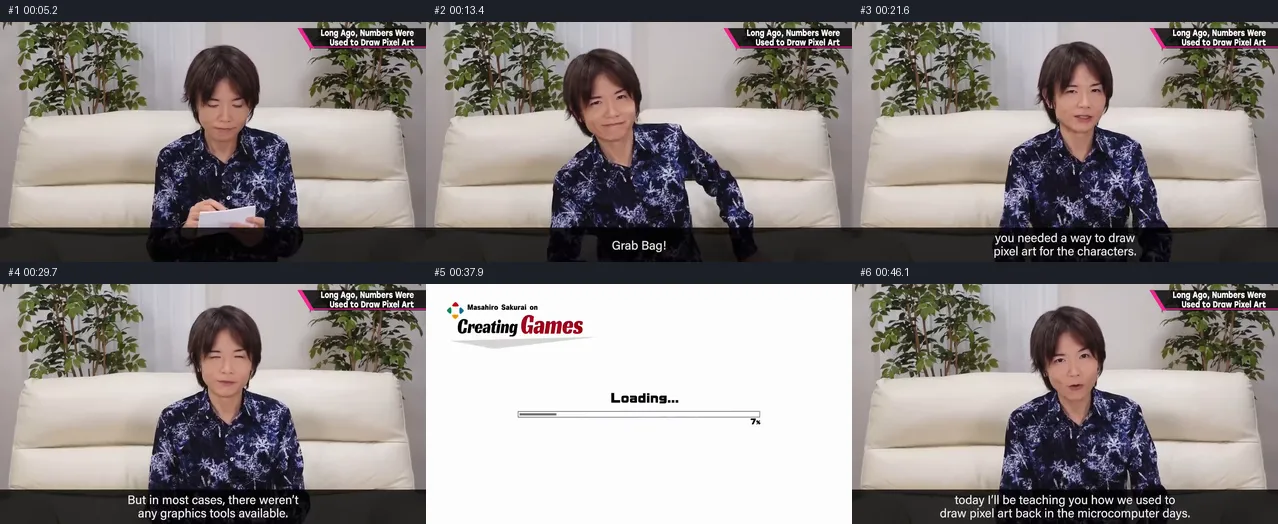 #1 00:05.2
Long Ago, Numbers Were
Used to Draw Pixel Art
#2 00:13.4
Long Ago, Numbers Were
Used to Draw Pixel Art
Grab Bag!
#3 00:21.6
Long Ago, Numbers Were
Used to Draw Pixel Art
you needed a way to draw
pixel art for the characters.
#4 00:29.7
Long Ago, Numbers Were
Used to Draw Pixel Art
But in most cases, there weren't
any graphics tools available.
#5 00:37.9
Masahiro Sakurai on
Creating Games
Loading...
7%
#6 00:46.1
Long Ago, Numbers Were
Used to Draw Pixel Art
today I'll be teaching you how we used to
draw pixel art back in the microcomputer days.